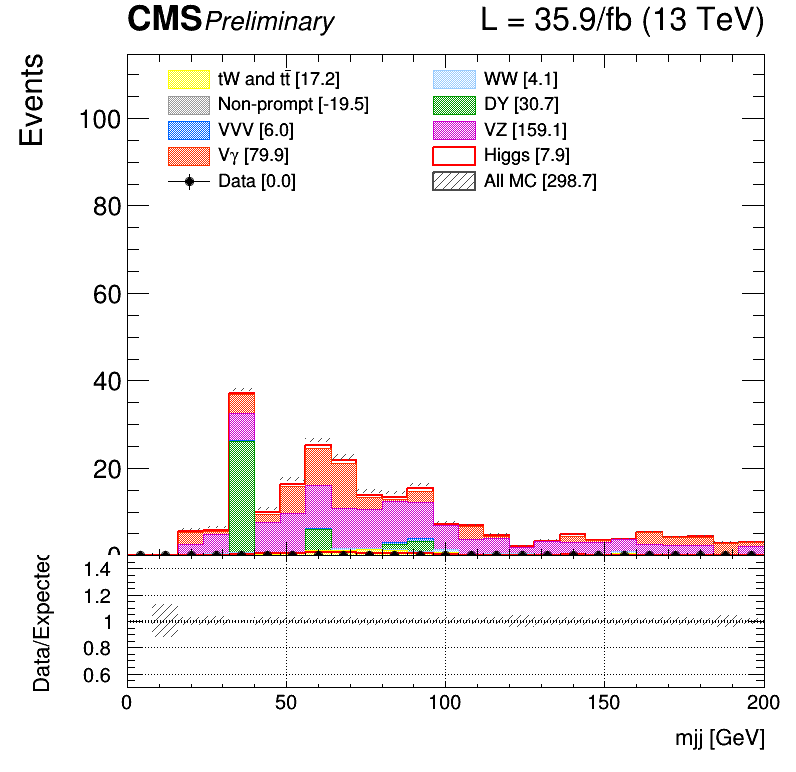 CMS Preliminary L = 35.9/fb (13 TeV)
Events
tW and tt̄ [17.2] WW [4.1]
Non-prompt [-19.5] DY [30.7]
VVV [6.0] VZ [159.1]
Vγ [79.9] Higgs [7.9]
Data [0.0] All MC [298.7]
100
80
60
40
20
0
Data/Expected
1.4
1.2
1
0.8
0.6
0 50 100 150 200
mjj [GeV]